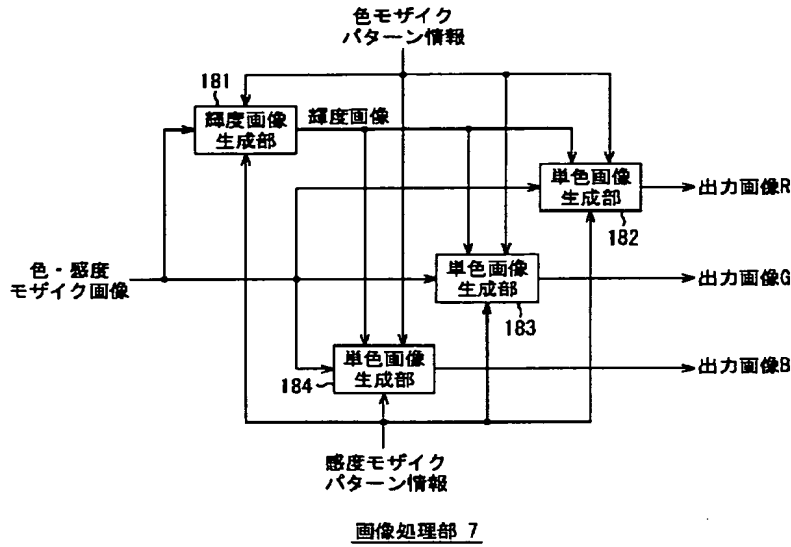 色モザイク
パターン情報
181
輝度画像
生成部
輝度画像
単色画像
生成部
182
出力画像R
色・感度
モザイク画像
単色画像
生成部
183
出力画像G
単色画像
生成部
184
出力画像B
感度モザイク
パターン情報
画像処理部 7